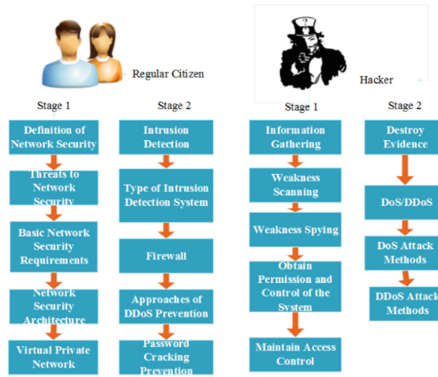 Regular Citizen
Hacker
Stage 1
Stage 2
Stage 1
Stage 2
Definition of
Network Security
Threats to
Network
Security
Basic Network
Security
Requirements
Network
Security
Architecture
Virtual Private
Network
Intrusion
Detection
Type of Intrusion
Detection System
Firewall
Approaches of
DDoS Prevention
Password
Cracking
Prevention
Information
Gathering
Weakness
Scanning
Weakness Spying
Obtain
Permission and
Control of the
System
Maintain Access
Control
Destroy
Evidence
DoS/DDoS
DoS Attack
Methods
DDoS Attack
Methods